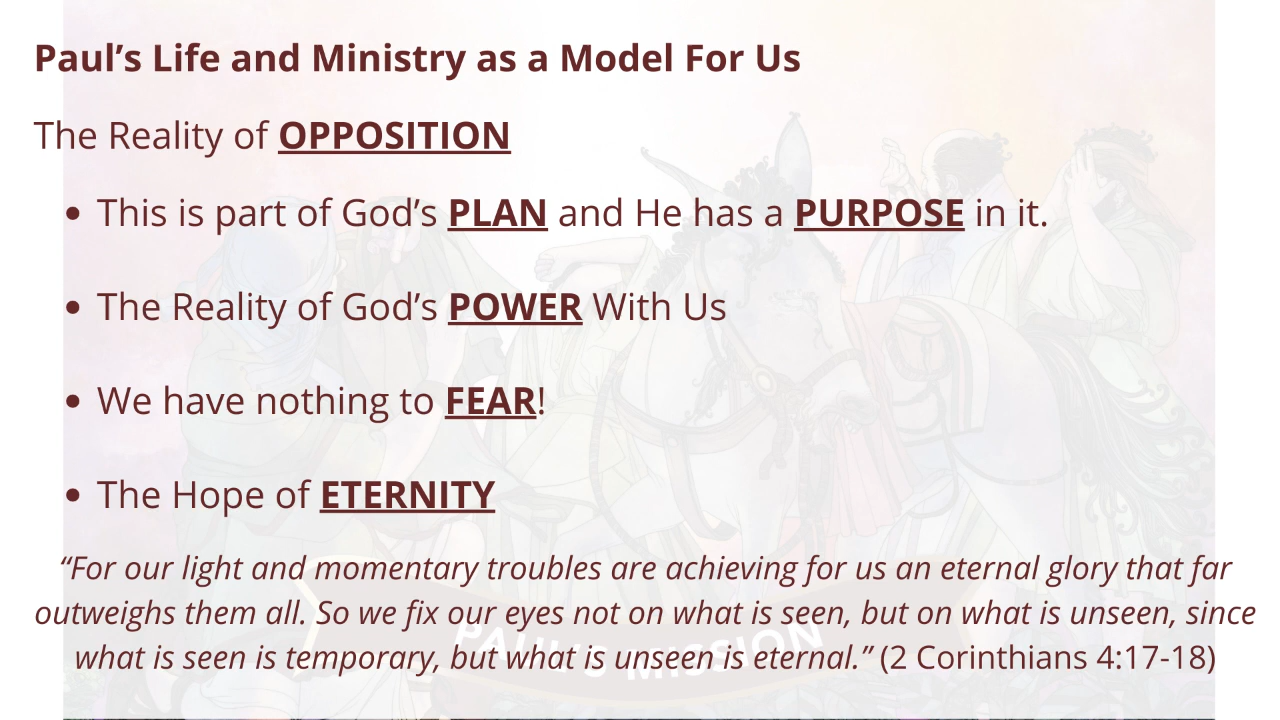 Paul’s Life and Ministry as a Model For Us
The Reality of OPPOSITION
• This is part of God’s PLAN and He has a PURPOSE in it.
• The Reality of God’s POWER With Us
• We have nothing to FEAR!
• The Hope of ETERNITY
“For our light and momentary troubles are achieving for us an eternal glory that far
outweighs them all. So we fix our eyes not on what is seen, but on what is unseen, since
what is seen is temporary, but what is unseen is eternal.” (2 Corinthians 4:17-18)
PAUL'S MISSION